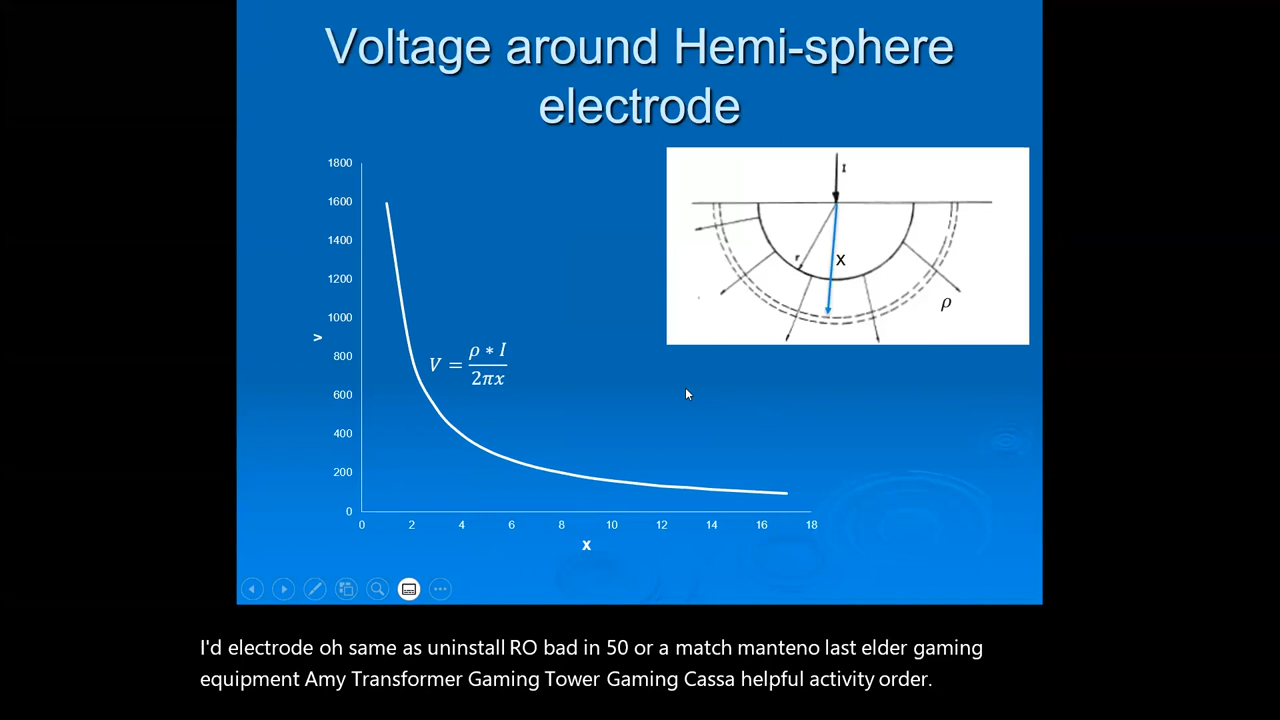 Voltage around Hemi-sphere
electrode
1800
1600
1400
1200
1000
800
600
400
200
0
V
V = ρ * I / 2πx
0 2 4 6 8 10 12 14 16 18
X
I
r
X
ρ
I'd electrode oh same as uninstall RO bad in 50 or a match manteno last elder gaming
equipment Amy Transformer Gaming Tower Gaming Cassa helpful activity order.